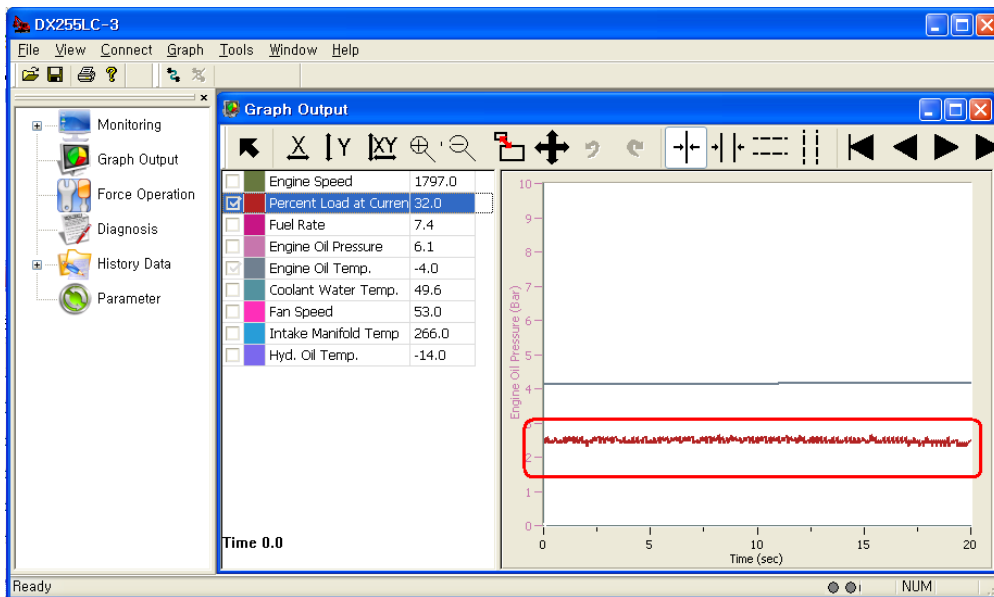 DX255LC-3
File View Connect Graph Tools Window Help
Monitoring
Graph Output
Force Operation
Diagnosis
History Data
Parameter
Graph Output
X Y XY
Engine Speed 1797.0
Percent Load at Curren 32.0
Fuel Rate 7.4
Engine Oil Pressure 6.1
Engine Oil Temp. -4.0
Coolant Water Temp. 49.6
Fan Speed 53.0
Intake Manifold Temp 266.0
Hyd. Oil Temp. -14.0
Time 0.0
Engine Oil Pressure (Bar)
10
9
8
7
6
5
4
3
2
1
0
0 5 10 15 20
Time (sec)
Ready NUM